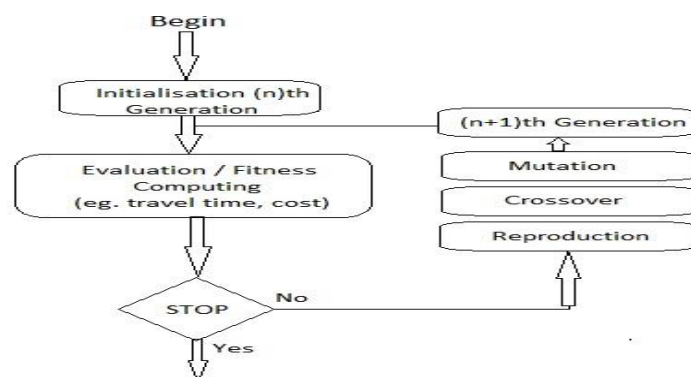 Begin
Initialisation (n)th
Generation
Evaluation / Fitness
Computing
(eg. travel time, cost)
STOP
No
Yes
(n+1)th Generation
Mutation
Crossover
Reproduction